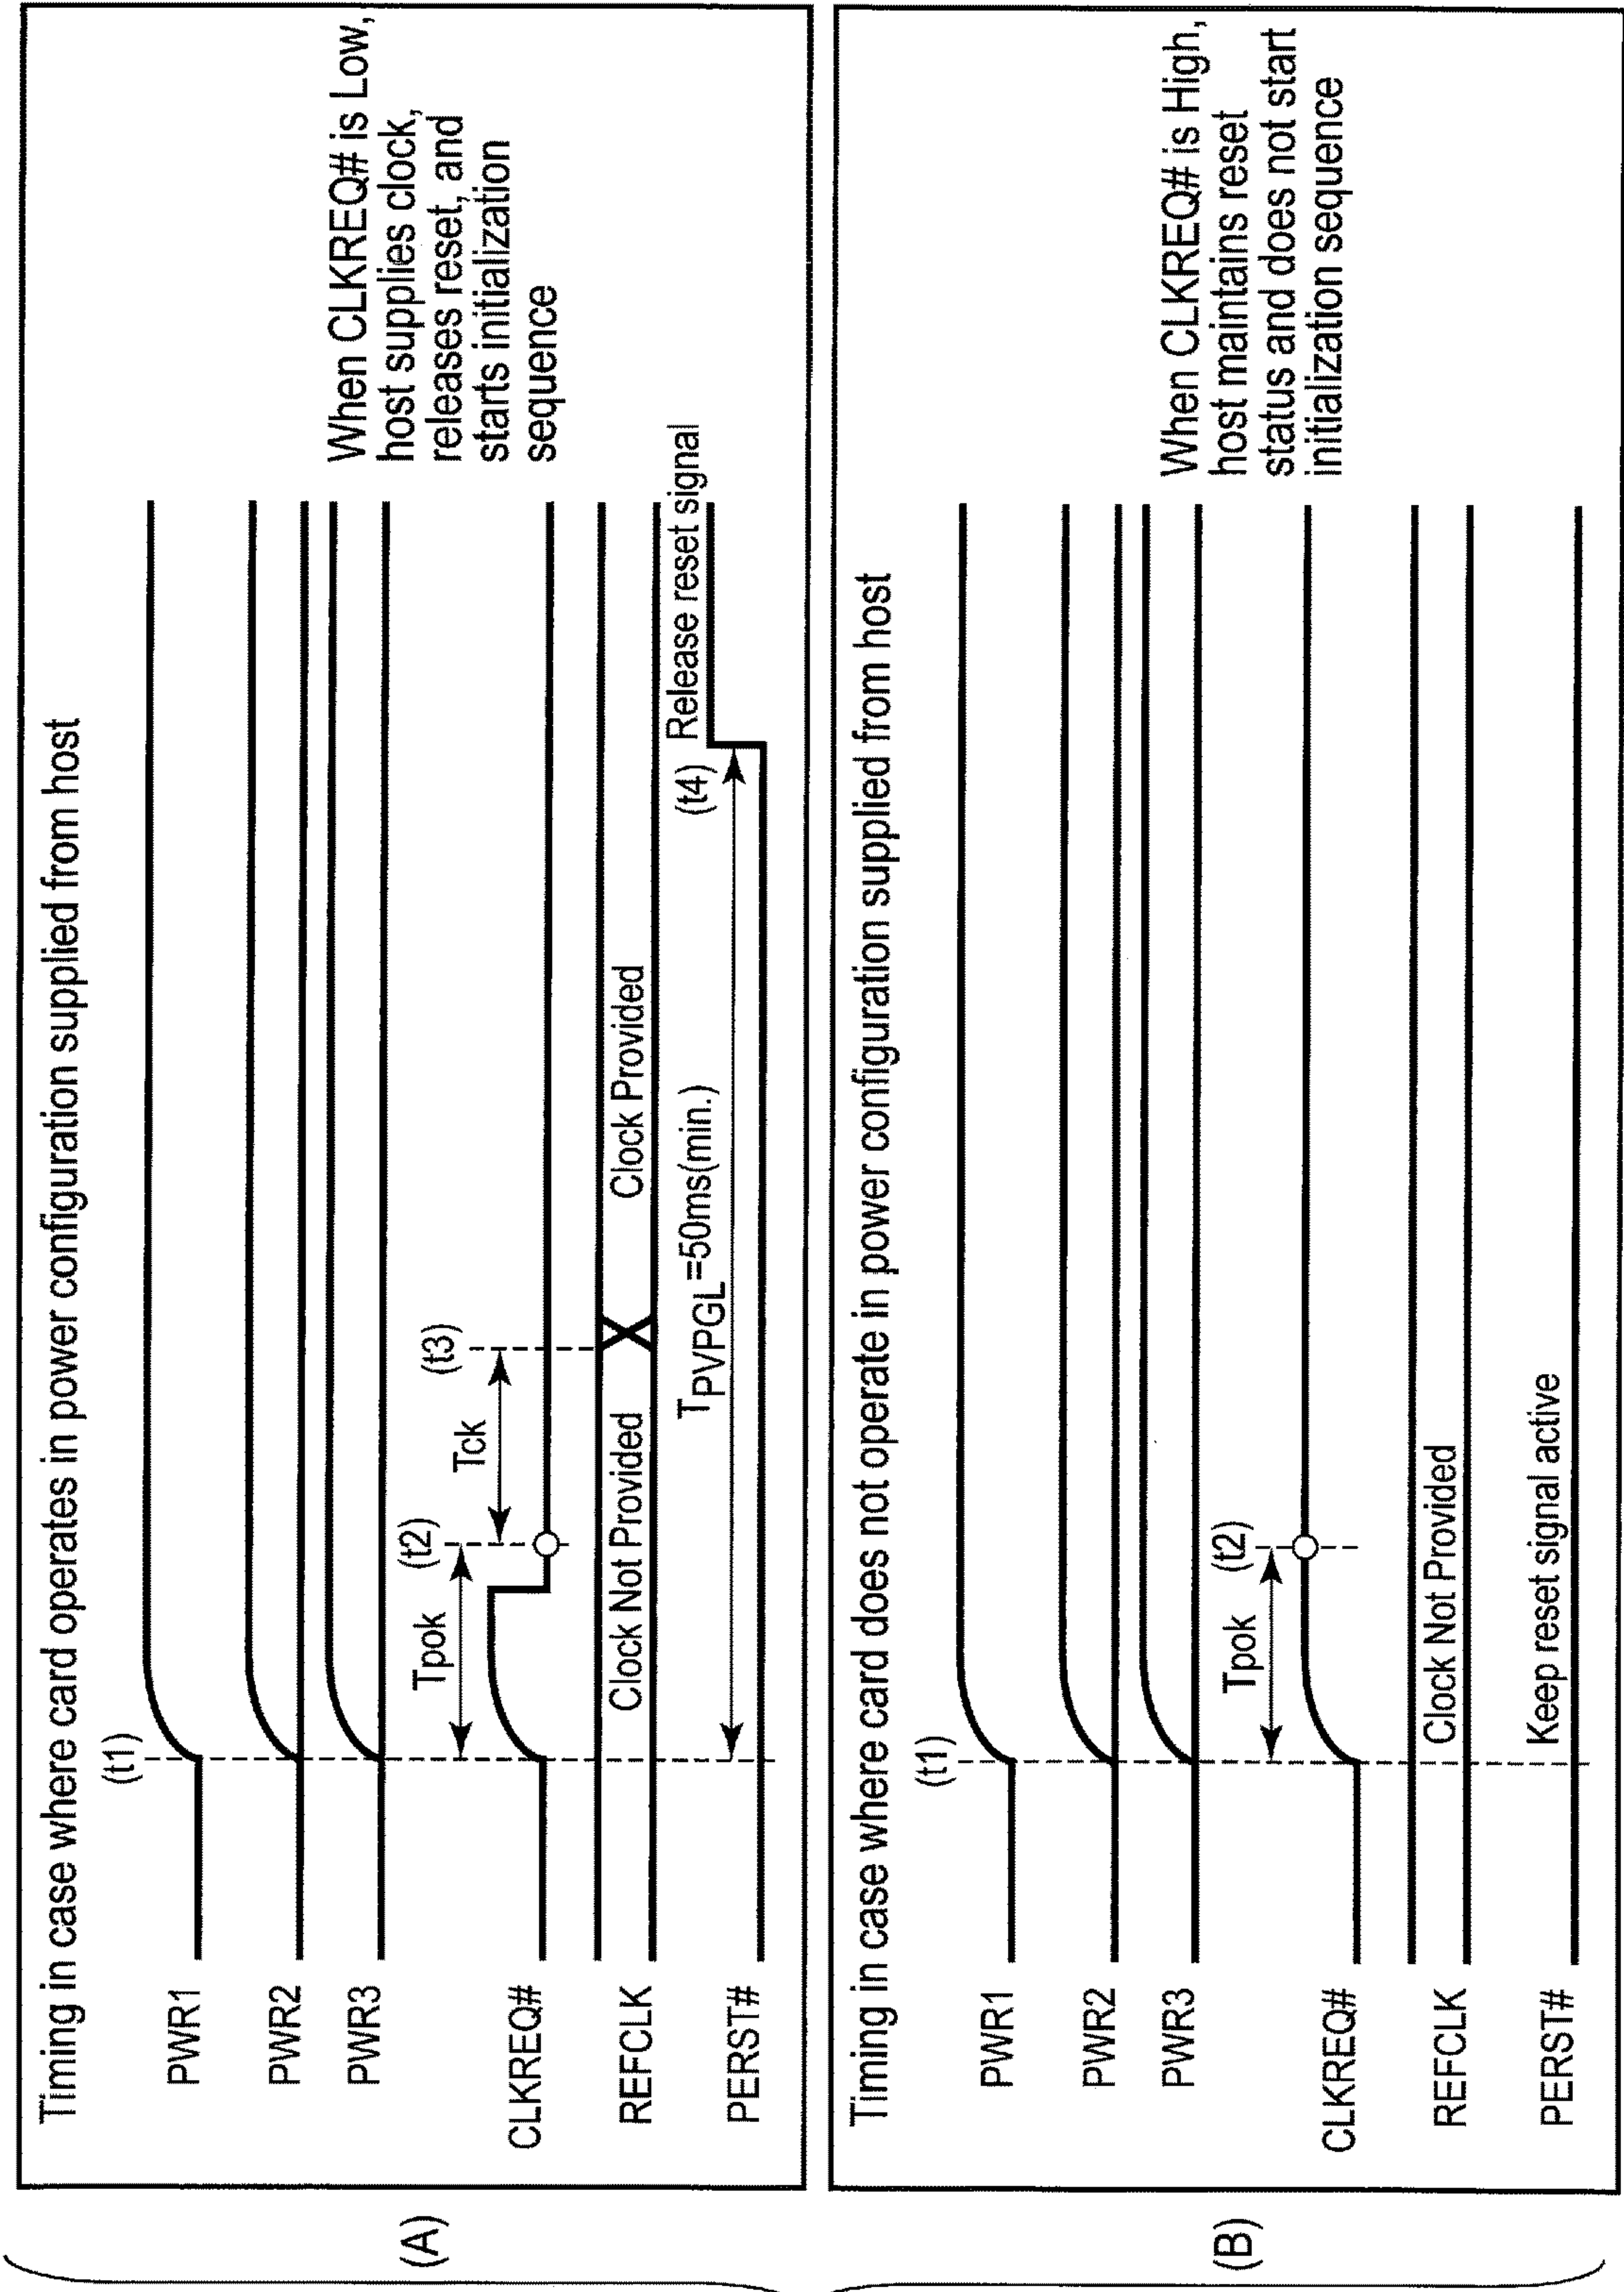 (A)
Timing in case where card operates in power configuration supplied from host
(t1)
PWR1
PWR2
PWR3
Tpok
(t2)
Tck
(t3)
CLKREQ#
When CLKREQ# is Low,
host supplies clock,
releases reset, and
starts initialization
sequence
REFCLK
Clock Not Provided
Clock Provided
TPVPGL=50ms(min.)
(t4)
Release reset signal
PERST#
(B)
Timing in case where card does not operate in power configuration supplied from host
(t1)
PWR1
PWR2
PWR3
Tpok
(t2)
CLKREQ#
When CLKREQ# is High,
host maintains reset
status and does not start
initialization sequence
REFCLK
Clock Not Provided
Keep reset signal active
PERST#